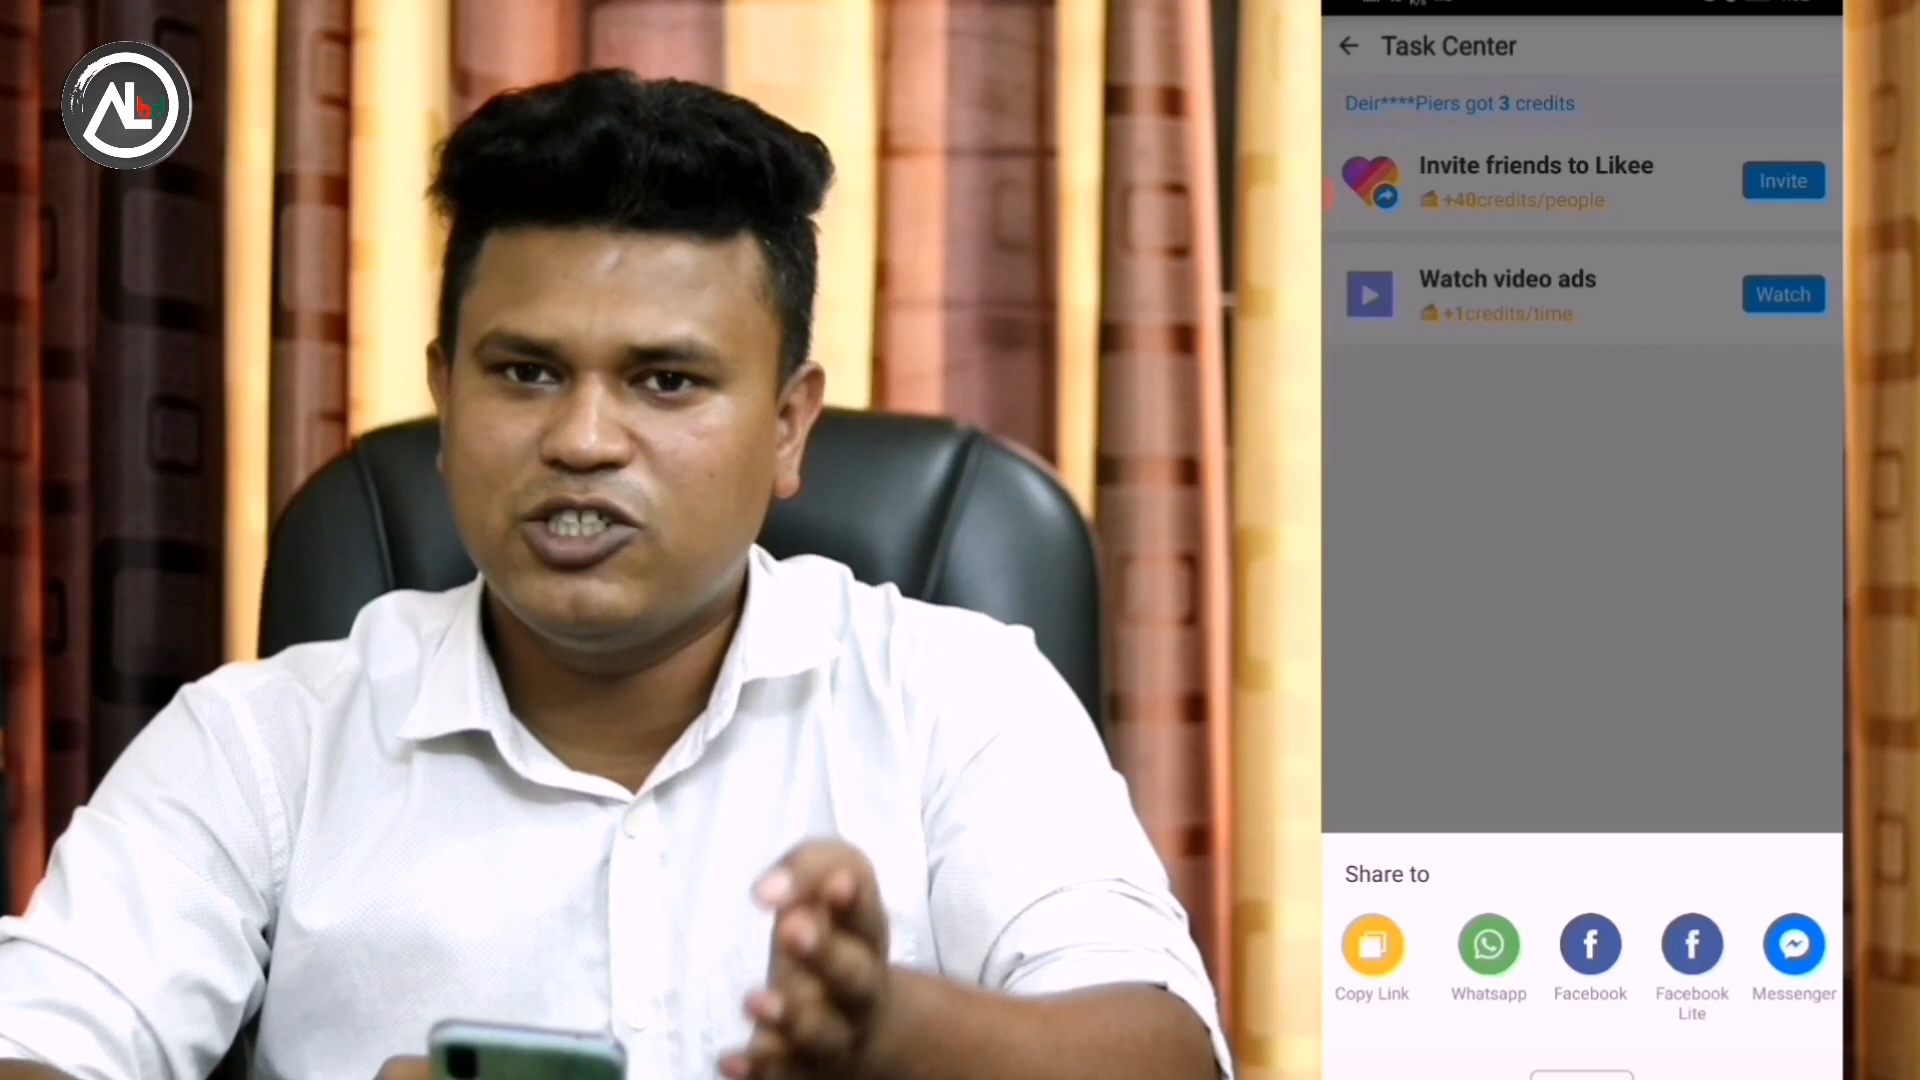 ALbd
Task Center
Deir****Piers got 3 credits
Invite friends to Likee
+40credits/people
Invite
Watch video ads
+1credits/time
Watch
Share to
Copy Link
Whatsapp
Facebook
Facebook
Lite
Messenger